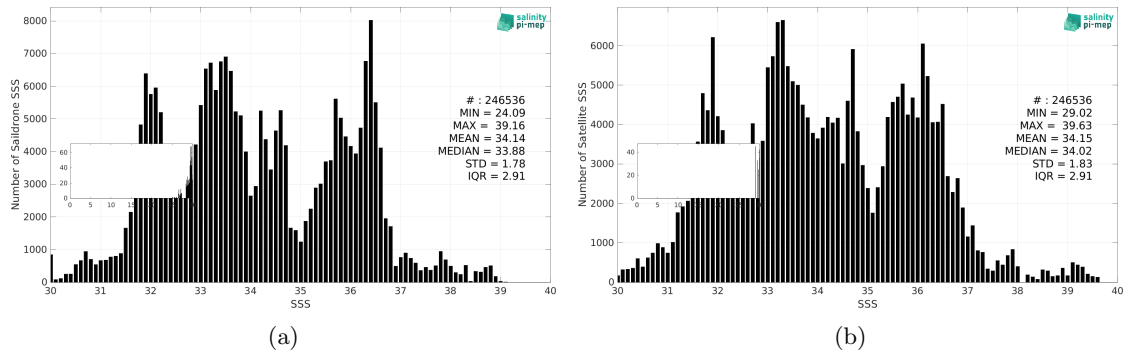 8000
7000
6000
5000
4000
3000
2000
1000
0
Number of Saildrone SSS
salinity
pi-mep
# : 246536
MIN = 24.09
MAX = 39.16
MEAN = 34.14
MEDIAN = 33.88
STD = 1.78
IQR = 2.91
60
40
20
0
0 5 10 15
30 31 32 33 34 35 36 37 38 39 40
SSS
(a)
6000
5000
4000
3000
2000
1000
0
Number of Satellite SSS
salinity
pi-mep
# : 246536
MIN = 29.02
MAX = 39.63
MEAN = 34.15
MEDIAN = 34.02
STD = 1.83
IQR = 2.91
40
20
0
0 5 10 15
30 31 32 33 34 35 36 37 38 39 40
SSS
(b)